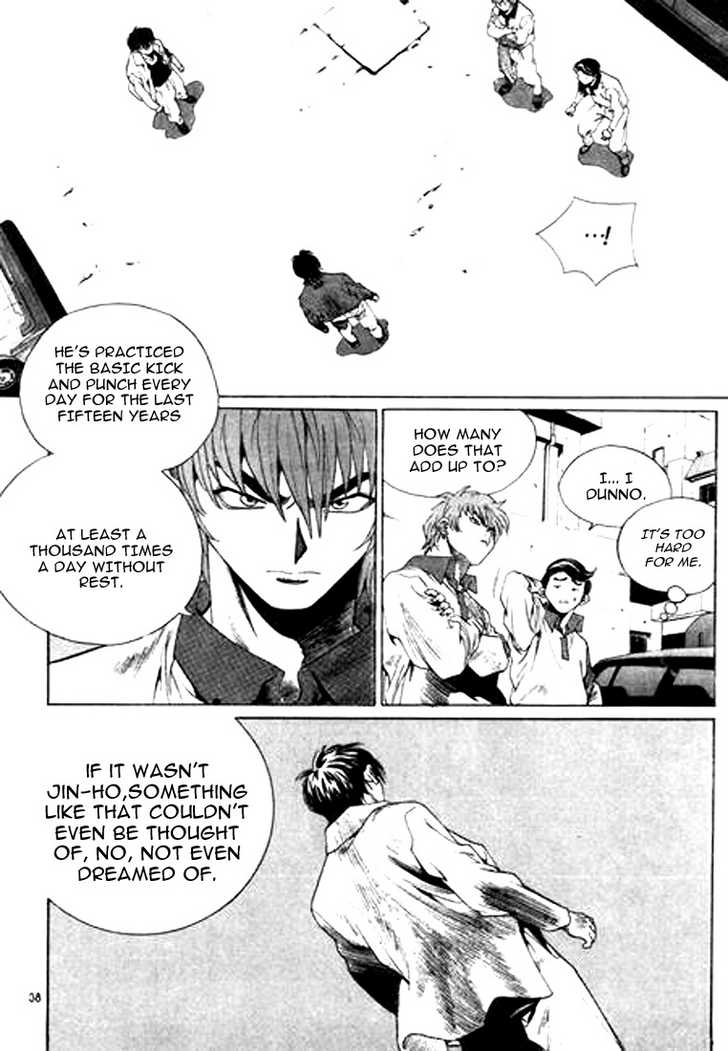 ...!
HE'S PRACTICED
THE BASIC KICK
AND PUNCH EVERY
DAY FOR THE LAST
FIFTEEN YEARS
AT LEAST A
THOUSAND TIMES
A DAY WITHOUT
REST.
HOW MANY
DOES THAT
ADD UP TO?
I... I
DUNNO.
IT'S TOO
HARD
FOR ME.
IF IT WASN'T
JIN-HO,SOMETHING
LIKE THAT COULDN'T
EVEN BE THOUGHT
OF, NO, NOT EVEN
DREAMED OF.
38